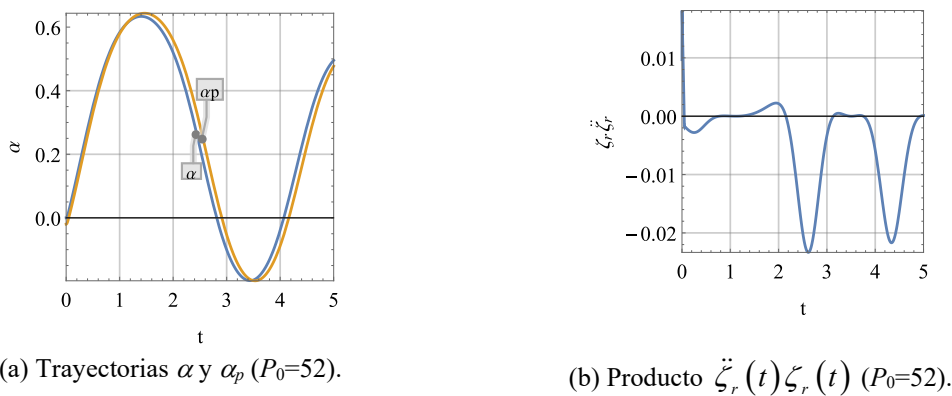 0.6
0.4
0.2
0.0
α
αp
α
0 1 2 3 4 5
t
(a) Trayectorias α y αₚ (P₀=52).
0.01
0.00
−0.01
−0.02
ζᵣζ̈ᵣ
0 1 2 3 4 5
t
(b) Producto ζ̈ᵣ(t)ζᵣ(t) (P₀=52).